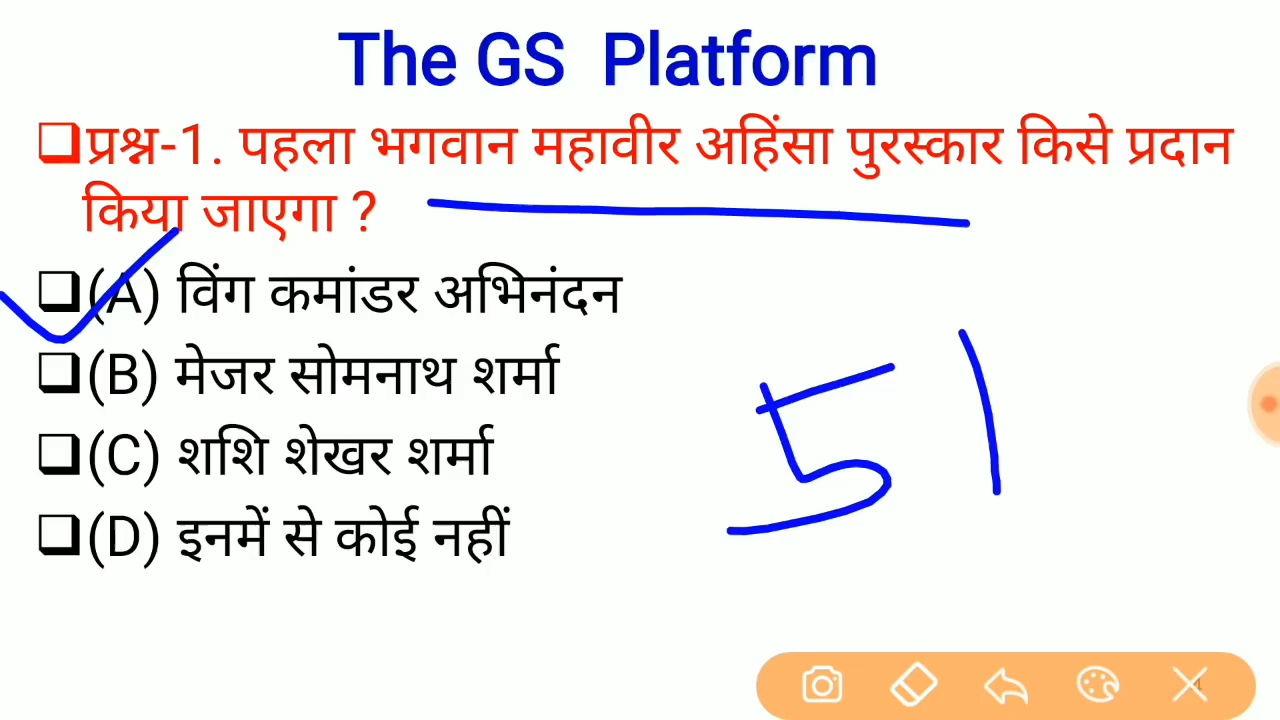 The GS Platform
❑प्रश्न-1. पहला भगवान महावीर अहिंसा पुरस्कार किसे प्रदान
किया जाएगा ?
❑(A) विंग कमांडर अभिनंदन
❑(B) मेजर सोमनाथ शर्मा
❑(C) शशि शेखर शर्मा
❑(D) इनमें से कोई नहीं
51
1